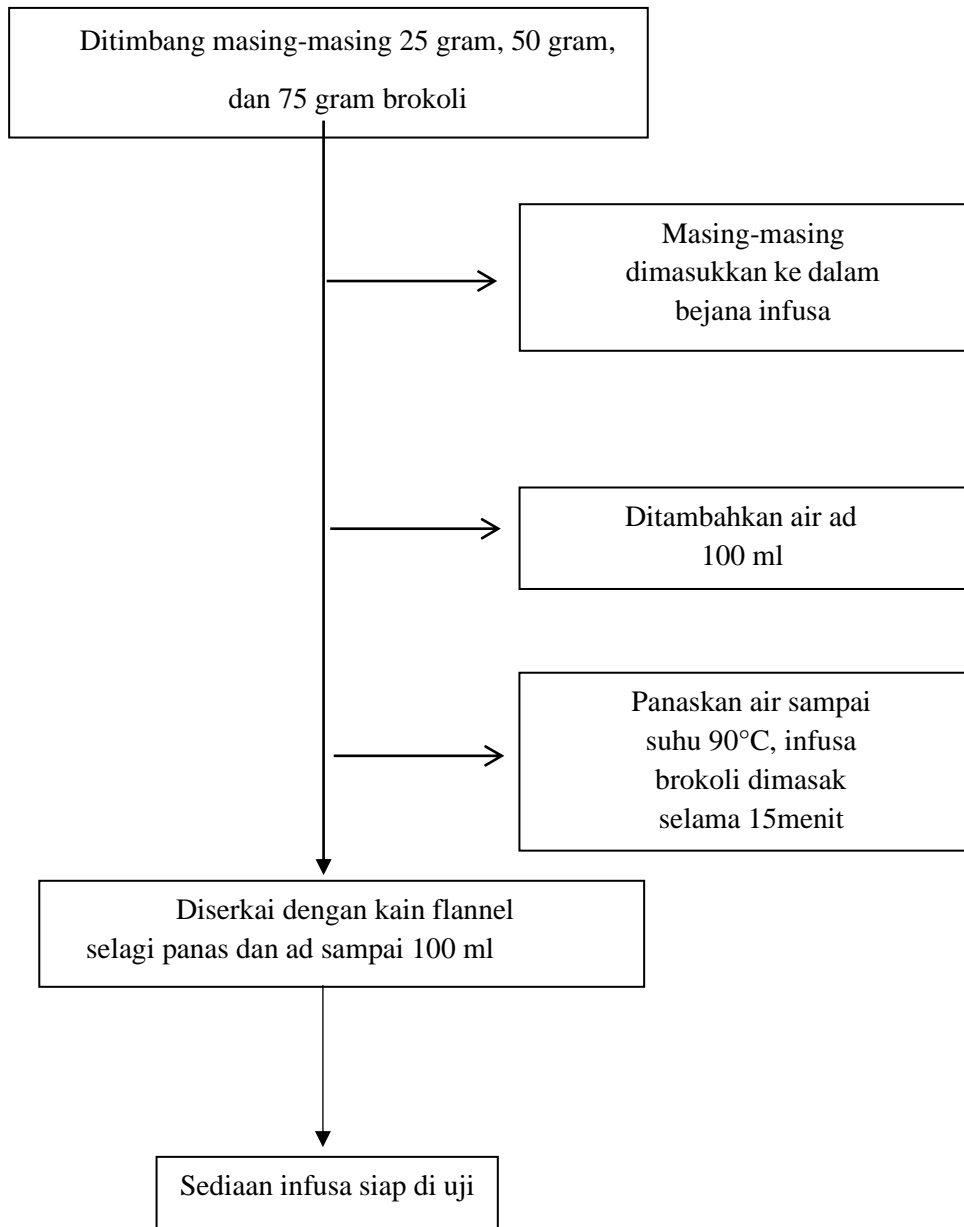 Ditimbang masing-masing 25 gram, 50 gram,
dan 75 gram brokoli
Masing-masing
dimasukkan ke dalam
bejana infusa
Ditambahkan air ad
100 ml
Panaskan air sampai
suhu 90°C, infusa
brokoli dimasak
selama 15menit
Diserkai dengan kain flannel
selagi panas dan ad sampai 100 ml
Sediaan infusa siap di uji